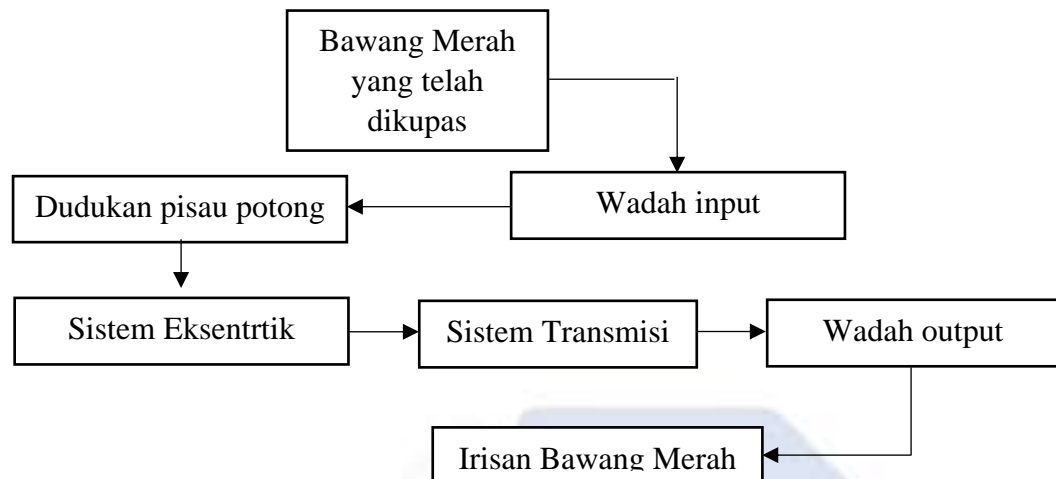 Bawang Merah
yang telah
dikupas
Wadah input
Dudukan pisau potong
Sistem Eksentrtik
Sistem Transmisi
Wadah output
Irisan Bawang Merah